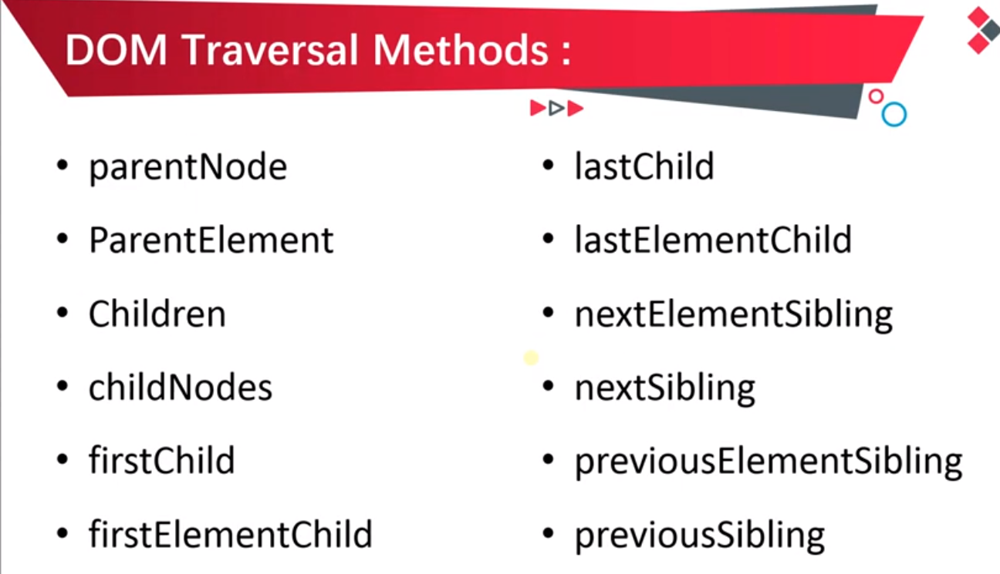 DOM Traversal Methods :
• parentNode
• ParentElement
• Children
• childNodes
• firstChild
• firstElementChild
• lastChild
• lastElementChild
• nextElementSibling
• nextSibling
• previousElementSibling
• previousSibling